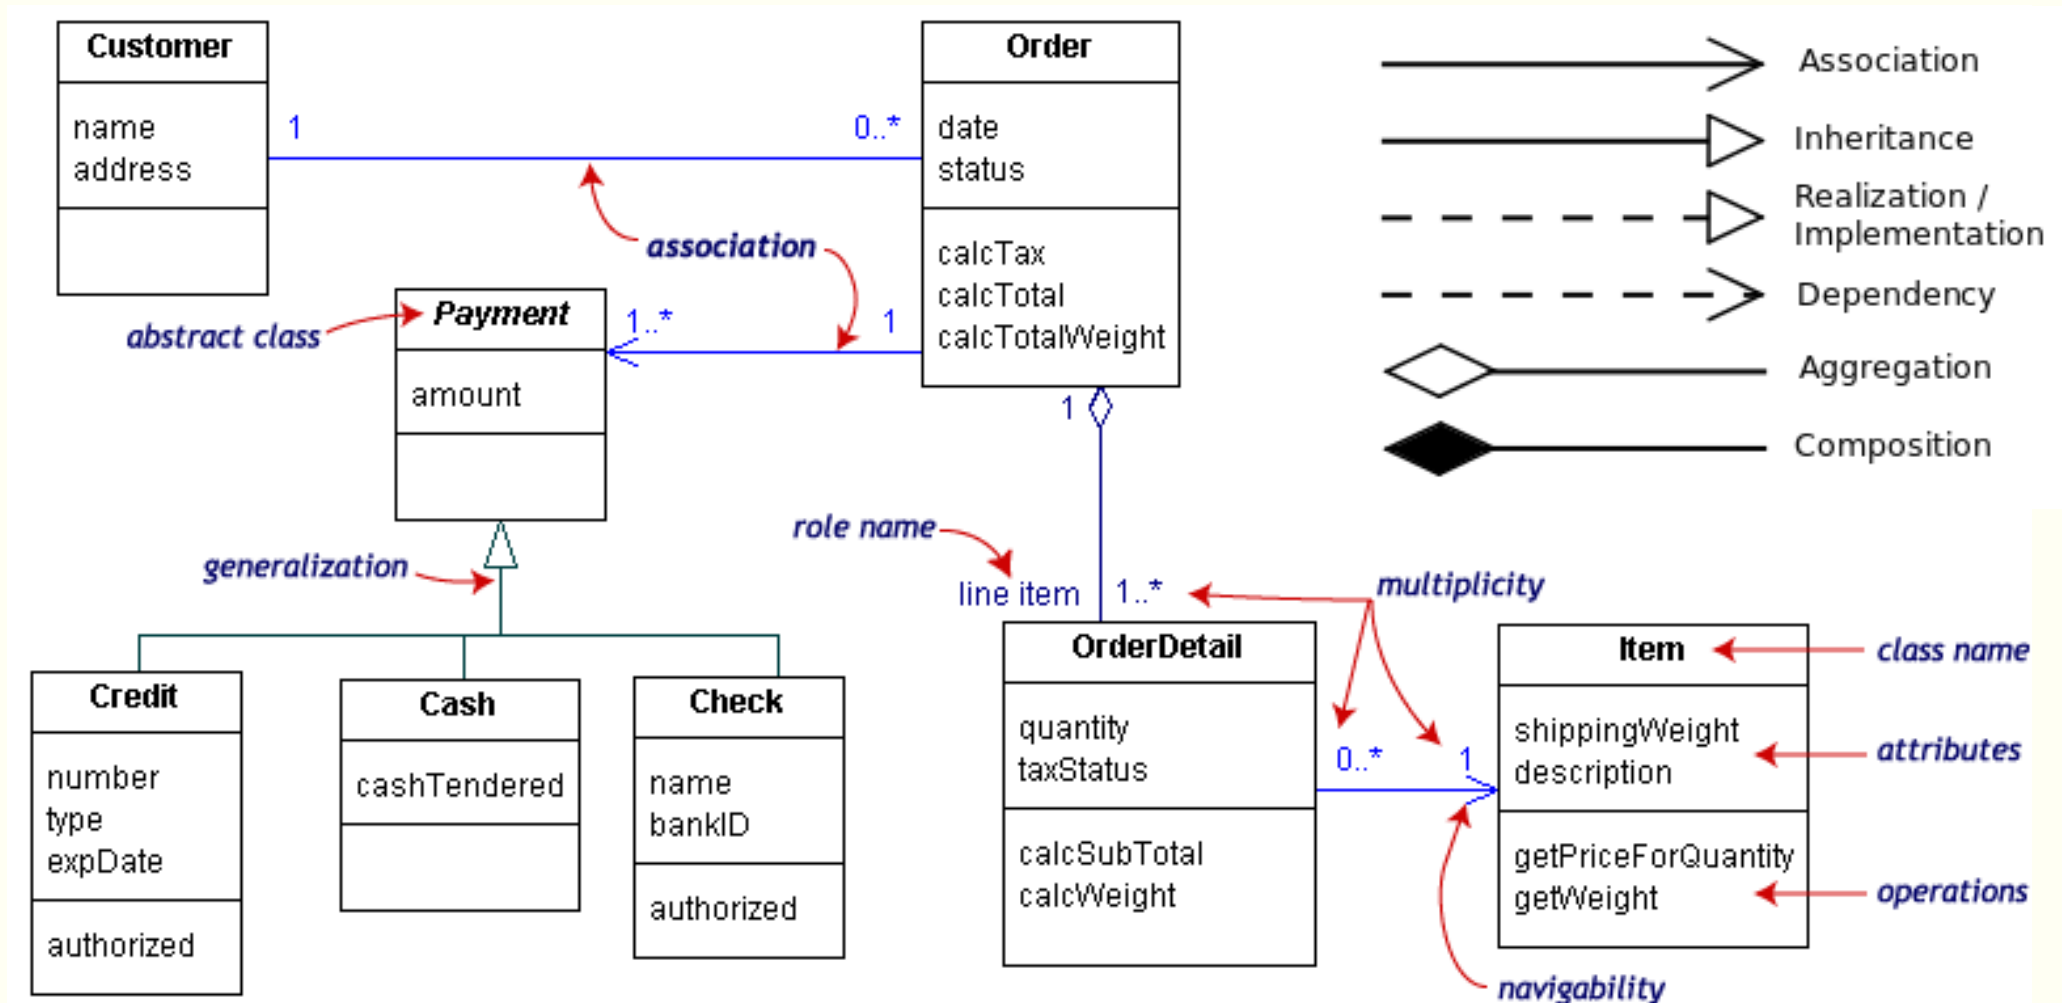 Customer
name
address
1
0..*
Order
date
status
calcTax
calcTotal
calcTotalWeight
association
abstract class
Payment
amount
1..*
1
generalization
Credit
number
type
expDate
authorized
Cash
cashTendered
Check
name
bankID
authorized
1
role name
line item
1..*
multiplicity
OrderDetail
quantity
taxStatus
calcSubTotal
calcWeight
0..*
1
navigability
Item
shippingWeight
description
getPriceForQuantity
getWeight
class name
attributes
operations
Association
Inheritance
Realization /
Implementation
Dependency
Aggregation
Composition